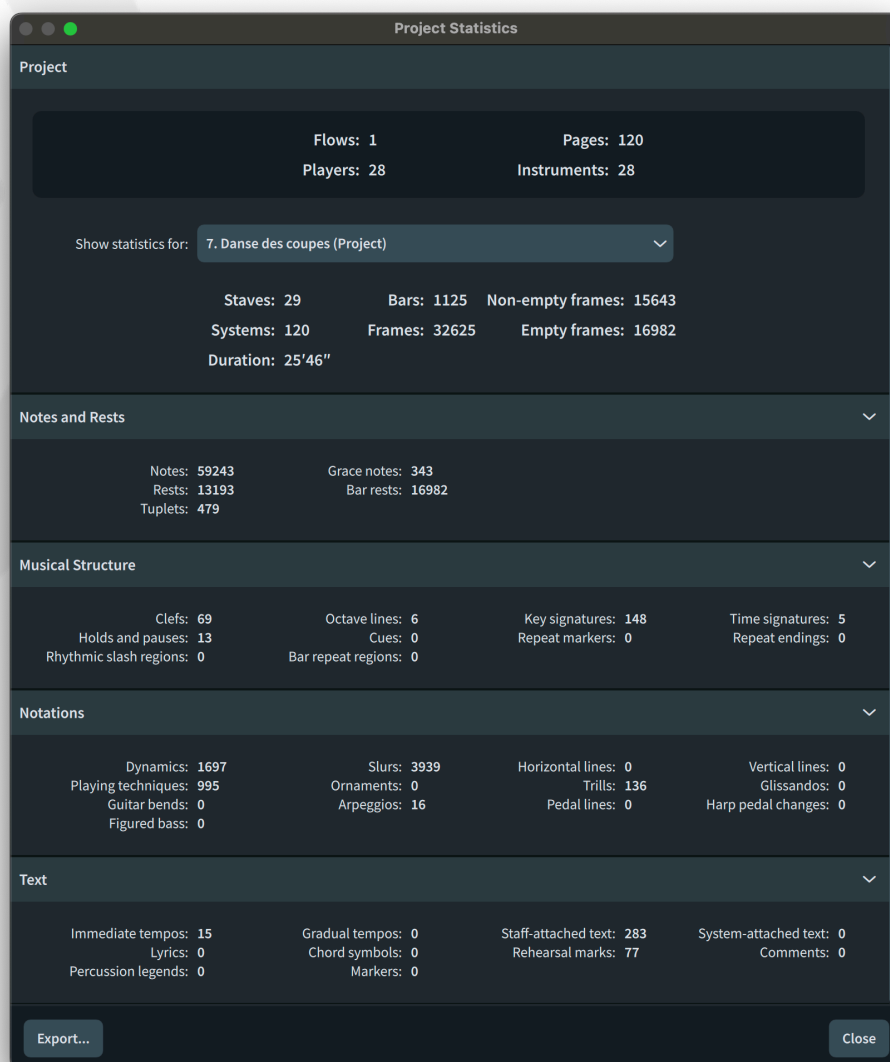 Project Statistics
Project
Flows: 1 Pages: 120
Players: 28 Instruments: 28
Show statistics for: 7. Danse des coupes (Project)
Staves: 29 Bars: 1125 Non-empty frames: 15643
Systems: 120 Frames: 32625 Empty frames: 16982
Duration: 25′46″
Notes and Rests
Notes: 59243 Grace notes: 343
Rests: 13193 Bar rests: 16982
Tuplets: 479
Musical Structure
Clefs: 69 Octave lines: 6 Key signatures: 148 Time signatures: 5
Holds and pauses: 13 Cues: 0 Repeat markers: 0 Repeat endings: 0
Rhythmic slash regions: 0 Bar repeat regions: 0
Notations
Dynamics: 1697 Slurs: 3939 Horizontal lines: 0 Vertical lines: 0
Playing techniques: 995 Ornaments: 0 Trills: 136 Glissandos: 0
Guitar bends: 0 Arpeggios: 16 Pedal lines: 0 Harp pedal changes: 0
Figured bass: 0
Text
Immediate tempos: 15 Gradual tempos: 0 Staff-attached text: 283 System-attached text: 0
Lyrics: 0 Chord symbols: 0 Rehearsal marks: 77 Comments: 0
Percussion legends: 0 Markers: 0
Export... Close